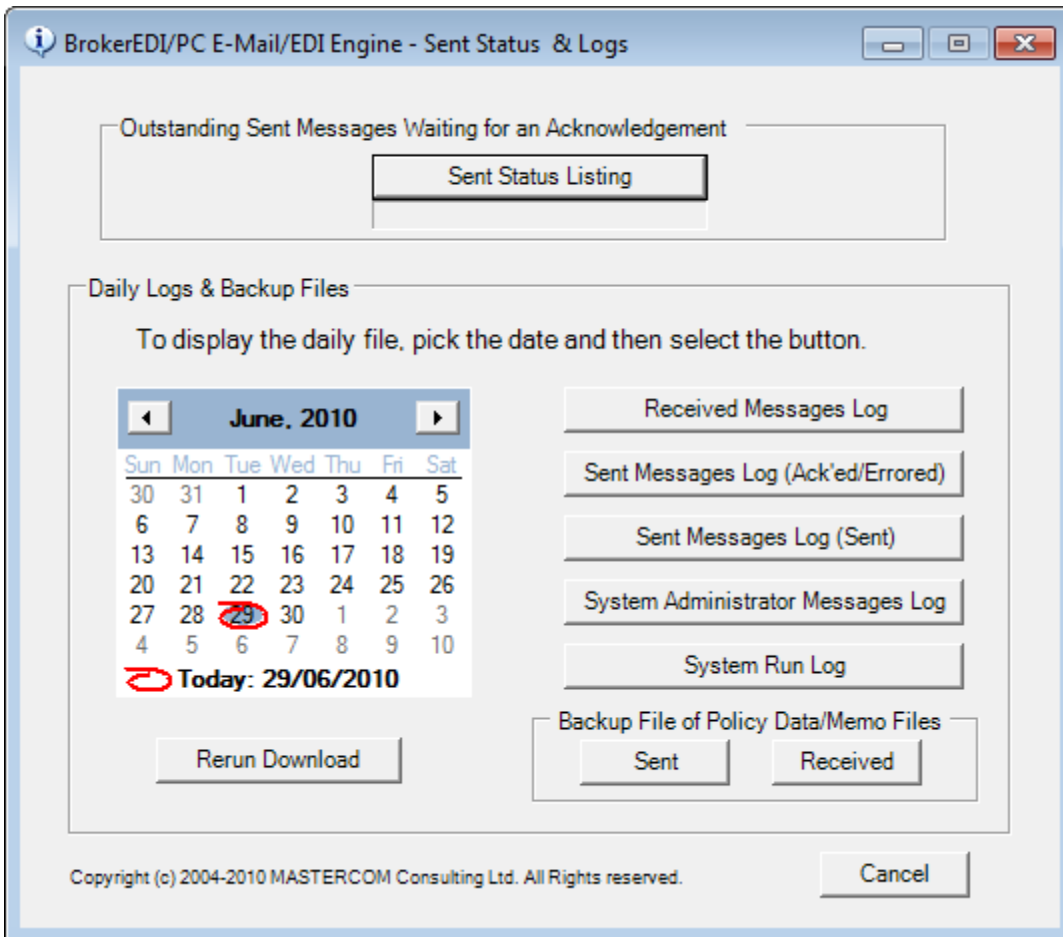 BrokerEDI/PC E-Mail/EDI Engine - Sent Status & Logs
Outstanding Sent Messages Waiting for an Acknowledgement
Sent Status Listing
Daily Logs & Backup Files
To display the daily file, pick the date and then select the button.
June, 2010
Sun Mon Tue Wed Thu Fri Sat
30 31 1 2 3 4 5
6 7 8 9 10 11 12
13 14 15 16 17 18 19
20 21 22 23 24 25 26
27 28 29 30 1 2 3
4 5 6 7 8 9 10
Today: 29/06/2010
Rerun Download
Received Messages Log
Sent Messages Log (Ack'ed/Errored)
Sent Messages Log (Sent)
System Administrator Messages Log
System Run Log
Backup File of Policy Data/Memo Files
Sent Received
Copyright (c) 2004-2010 MASTERCOM Consulting Ltd. All Rights reserved.
Cancel